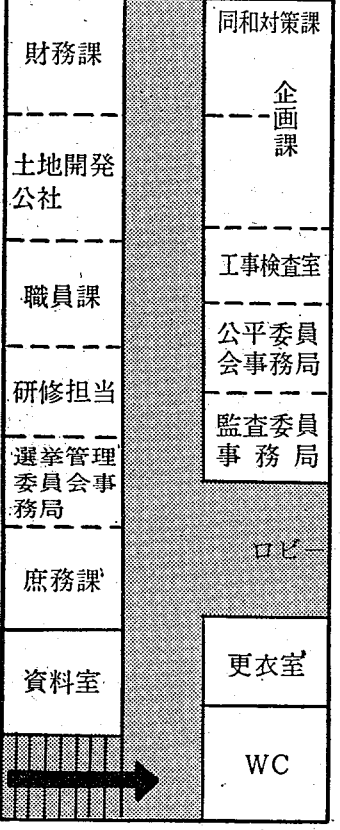 財務課
土地開発
公社
職員課
研修担当
選挙管理
委員会事
務局
庶務課
資料室
同和対策課
企画課
工事検査室
公平委員
会事務局
監査委員
事務局
ロビー
更衣室
WC